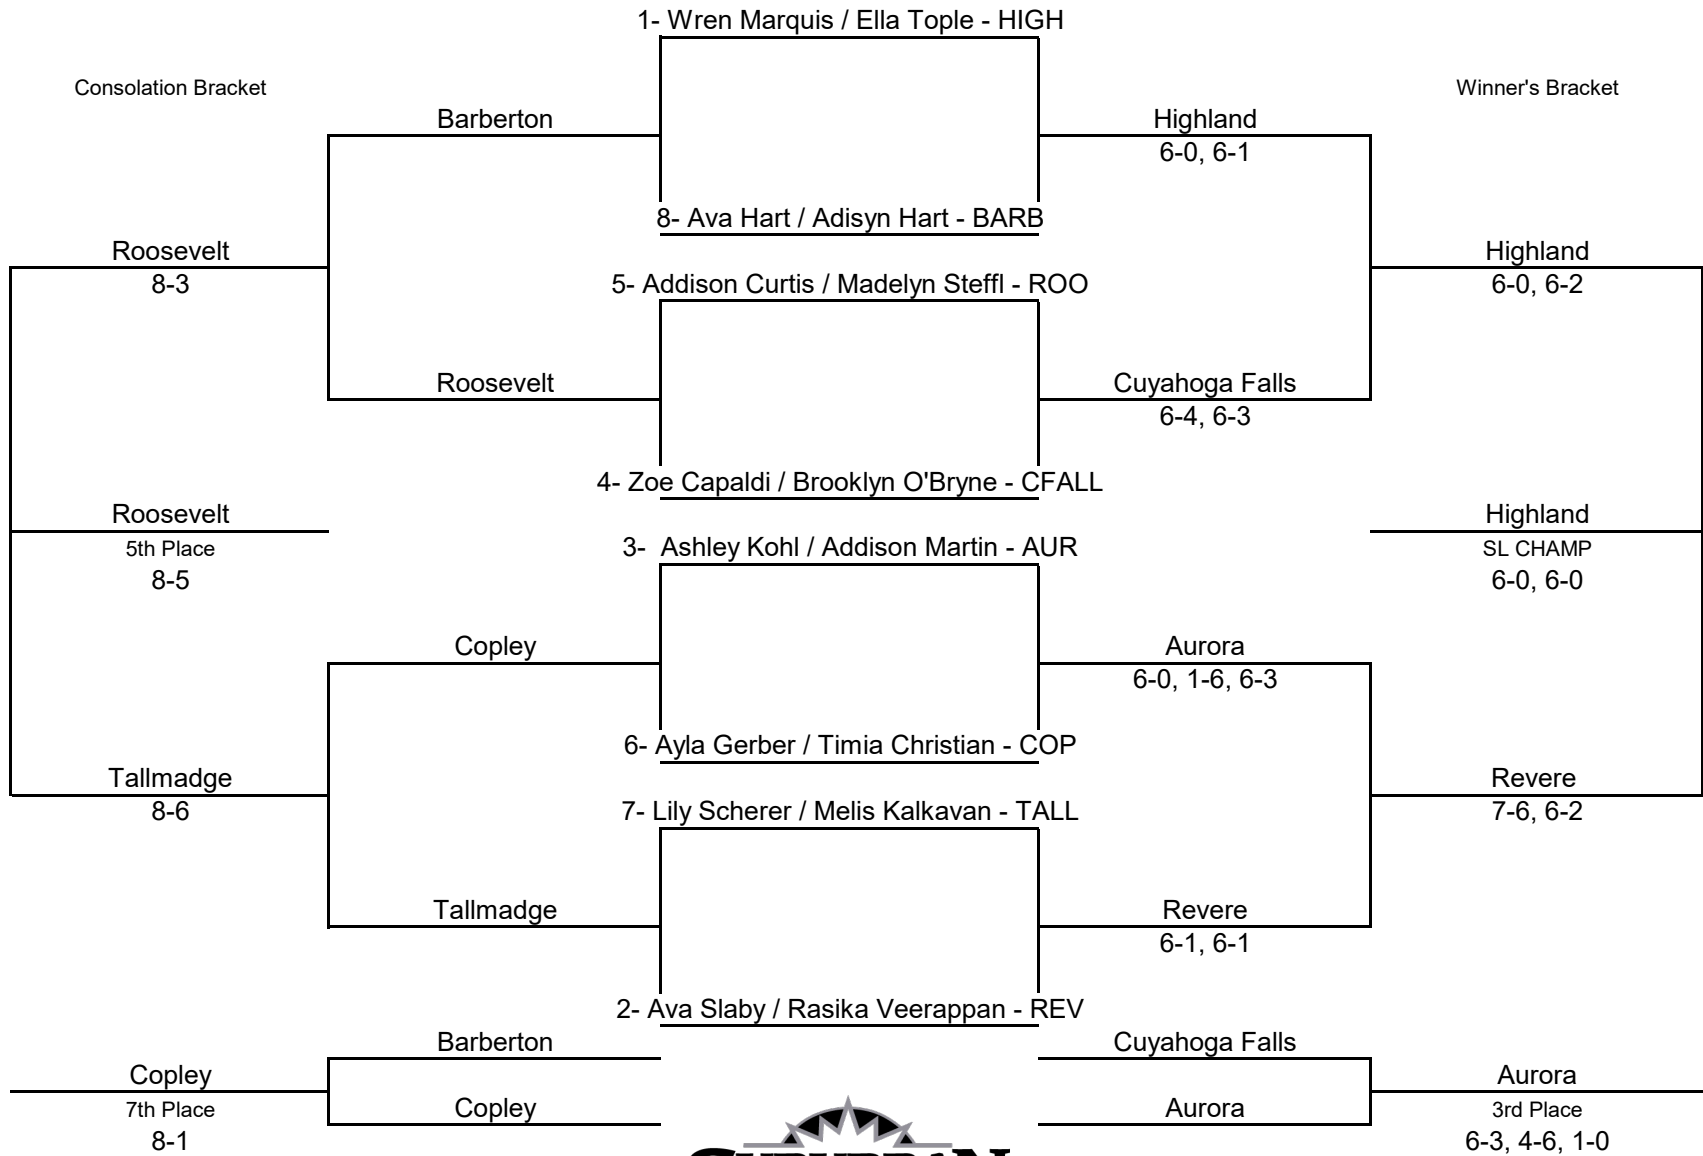 1- Wren Marquis / Ella Tople - HIGH
Consolation Bracket
Winner's Bracket
Barberton
Highland
6-0, 6-1
8- Ava Hart / Adisyn Hart - BARB
Roosevelt
8-3
Highland
6-0, 6-2
5- Addison Curtis / Madelyn Steffl - ROO
Roosevelt
Cuyahoga Falls
6-4, 6-3
4- Zoe Capaldi / Brooklyn O'Bryne - CFALL
Roosevelt
5th Place
8-5
Highland
SL CHAMP
6-0, 6-0
3- Ashley Kohl / Addison Martin - AUR
Copley
Aurora
6-0, 1-6, 6-3
6- Ayla Gerber / Timia Christian - COP
Tallmadge
8-6
Revere
7-6, 6-2
7- Lily Scherer / Melis Kalkavan - TALL
Tallmadge
Revere
6-1, 6-1
2- Ava Slaby / Rasika Veerappan - REV
Barberton
Cuyahoga Falls
Copley
7th Place
8-1
Aurora
3rd Place
6-3, 4-6, 1-0
Copley
Aurora
SUBURBAN